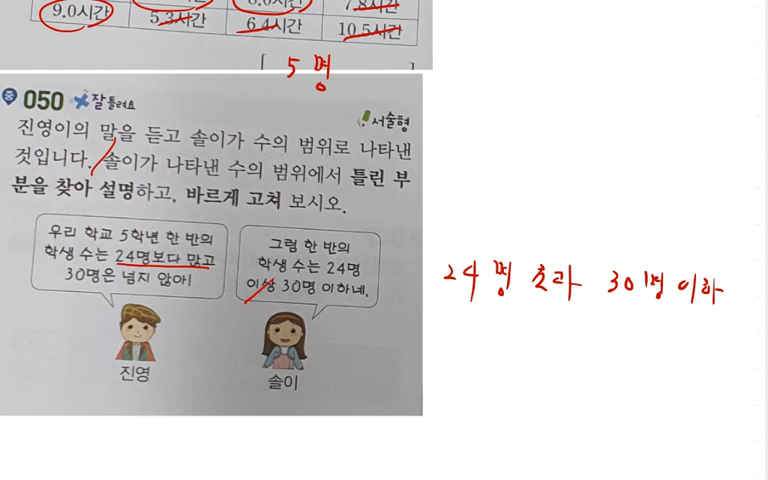 9.0시간 5.3시간 6.4시간 10.5시간
[ 5 명 ]
중 050 잘 틀려요
서술형
진영이의 말을 듣고 솔이가 수의 범위로 나타낸
것입니다. 솔이가 나타낸 수의 범위에서 틀린 부
분을 찾아 설명하고, 바르게 고쳐 보시오.
우리 학교 5학년 한 반의
학생 수는 24명보다 많고
30명은 넘지 않아!
그럼 한 반의
학생 수는 24명
이상 30명 이하네.
진영
솔이
24명 초과 30명 이하